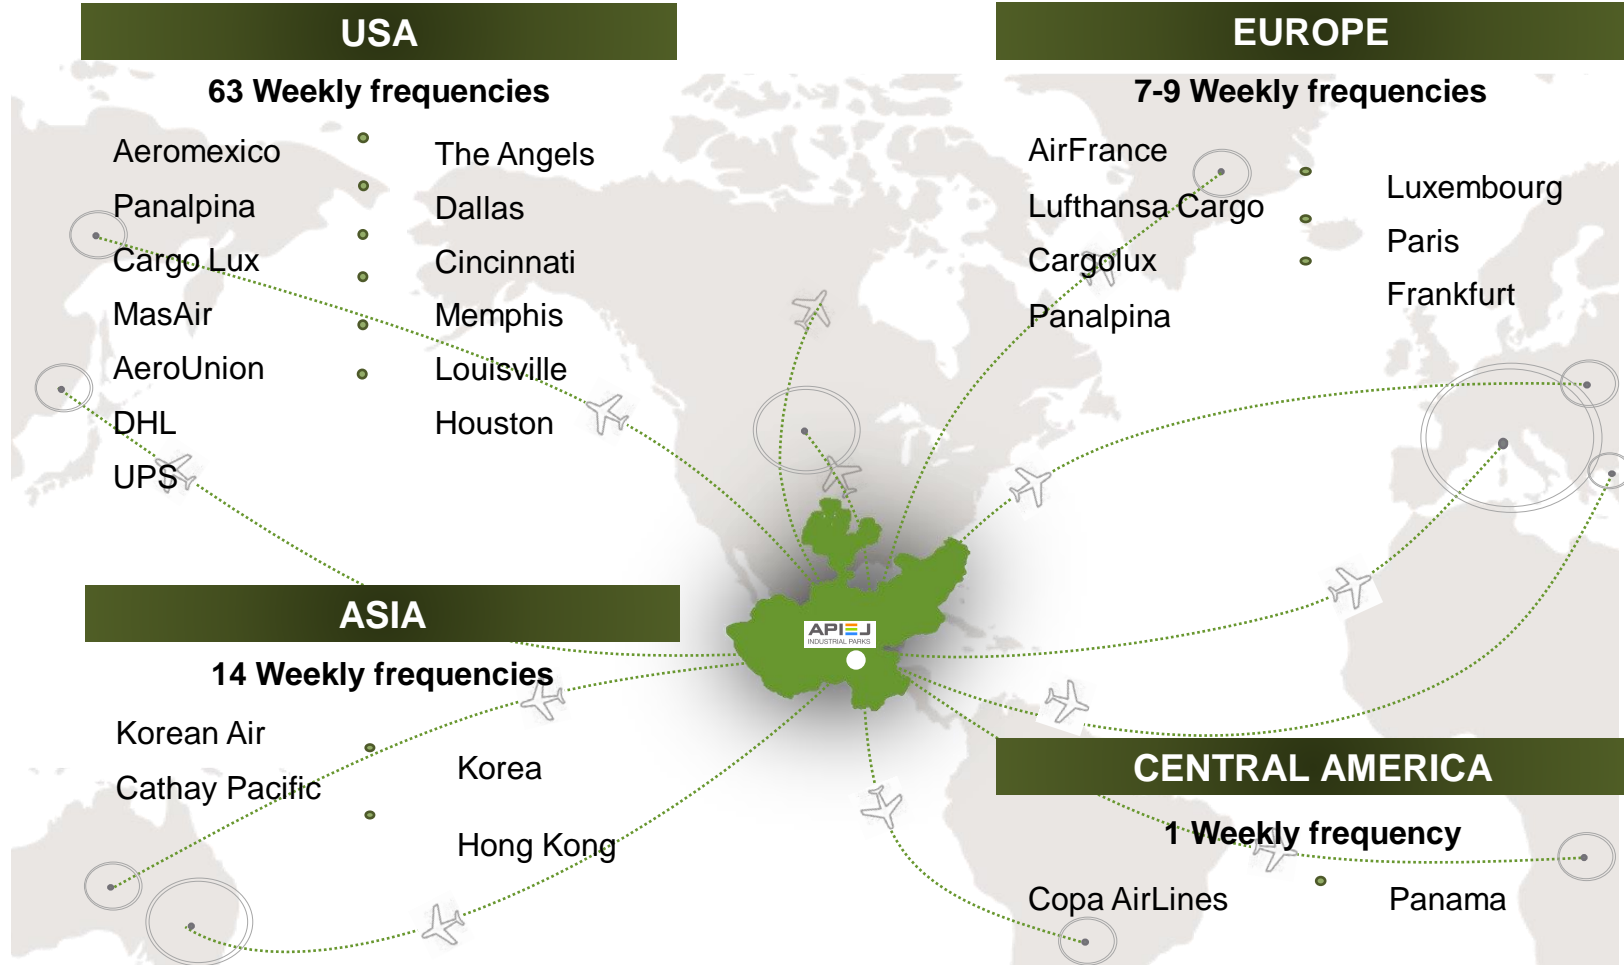 USA
63 Weekly frequencies
Aeromexico
Panalpina
Cargo Lux
MasAir
AeroUnion
DHL
UPS
The Angels
Dallas
Cincinnati
Memphis
Louisville
Houston
EUROPE
7-9 Weekly frequencies
AirFrance
Lufthansa Cargo
Cargolux
Panalpina
Luxembourg
Paris
Frankfurt
APIEJ
INDUSTRIAL PARKS
ASIA
14 Weekly frequencies
Korean Air
Cathay Pacific
Korea
Hong Kong
CENTRAL AMERICA
1 Weekly frequency
Copa AirLines
Panama